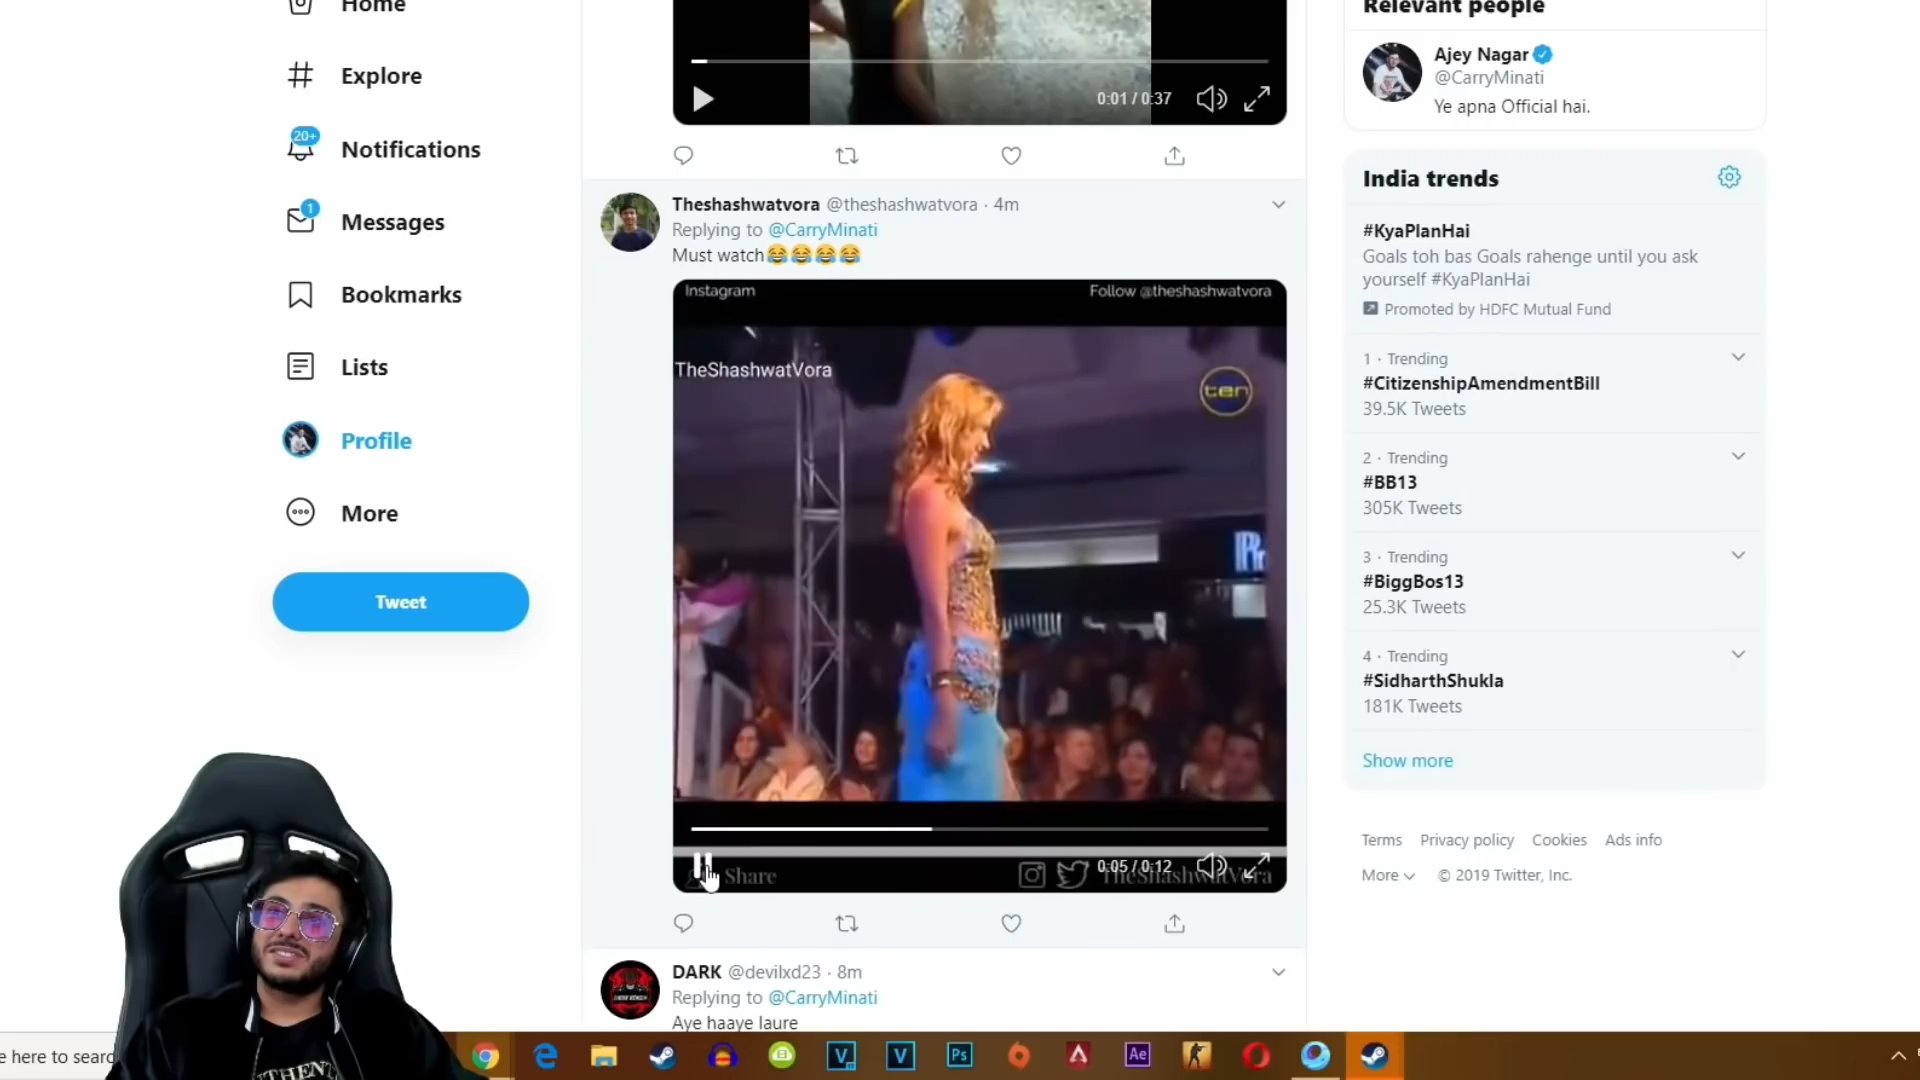 Home
Explore
20+
Notifications
1
Messages
Bookmarks
Lists
Profile
More
Tweet
0:01 / 0:37
Theshashwatvora @theshashwatvora · 4m
Replying to @CarryMinati
Must watch😂😂😂😂
Instagram
Follow @theshashwatvora
TheShashwatVora
ten
0:05 / 0:12
Share
TheShashwatVora
DARK @devilxd23 · 8m
Replying to @CarryMinati
Aye haaye laure
Relevant people
Ajey Nagar
@CarryMinati
Ye apna Official hai.
India trends
#KyaPlanHai
Goals toh bas Goals rahenge until you ask
yourself #KyaPlanHai
Promoted by HDFC Mutual Fund
1 · Trending
#CitizenshipAmendmentBill
39.5K Tweets
2 · Trending
#BB13
305K Tweets
3 · Trending
#BiggBos13
25.3K Tweets
4 · Trending
#SidharthShukla
181K Tweets
Show more
Terms Privacy policy Cookies Ads info
More © 2019 Twitter, Inc.
e here to searc
V V Ps Ae